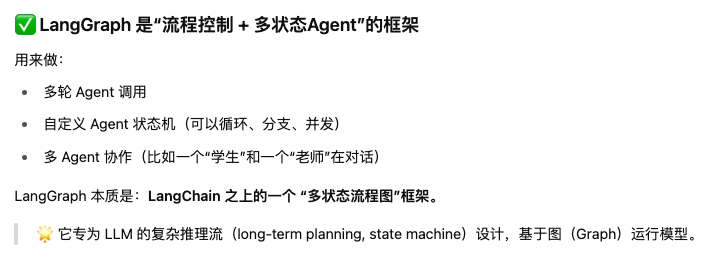 ✅ LangGraph 是“流程控制 + 多状态Agent”的框架
用来做：
• 多轮 Agent 调用
• 自定义 Agent 状态机（可以循环、分支、并发）
• 多 Agent 协作（比如一个“学生”和一个“老师”在对话）
LangGraph 本质是：LangChain 之上的一个 “多状态流程图”框架。
🌟 它专为 LLM 的复杂推理流（long-term planning, state machine）设计，基于图（Graph）运行模型。